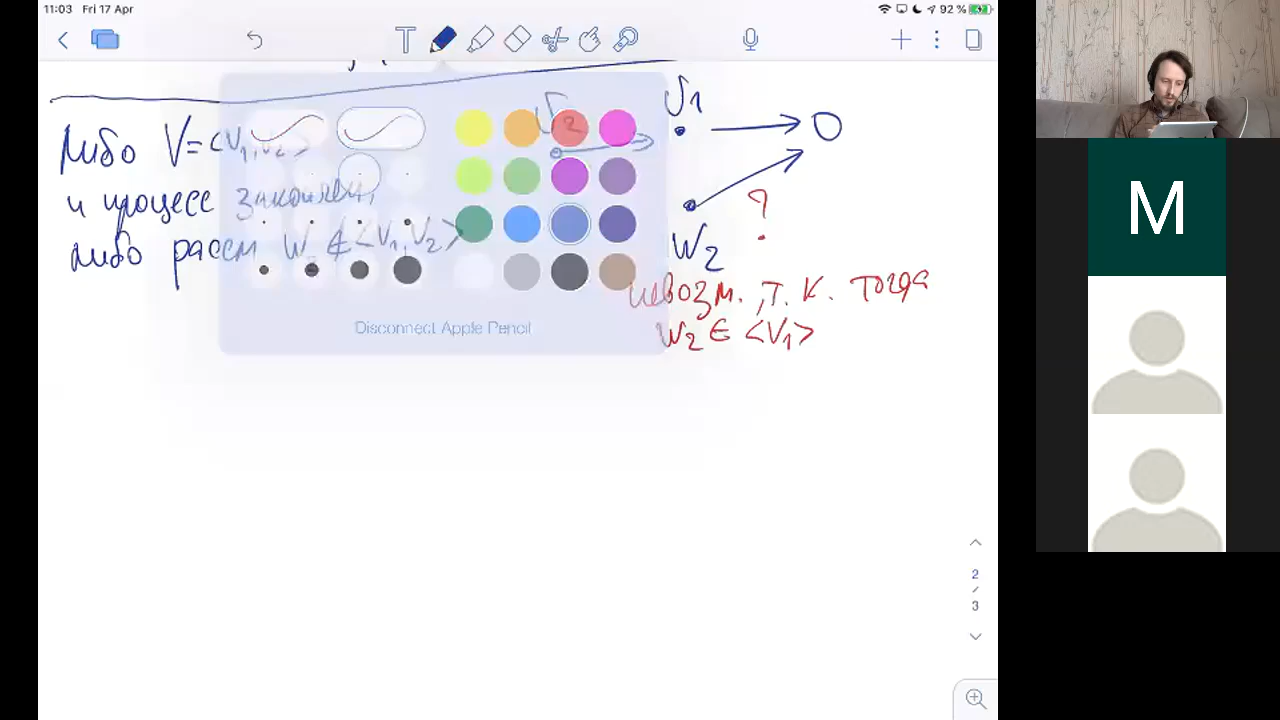 11:03 Fri 17 Apr
92 %
T
Либо V = <V1, V2>
и процесс закончен,
либо рассм W ∉ <V1, V2>
V2
V1
0
W2
?
невозм., т. к. тогда
W2 ∈ <V1>
Disconnect Apple Pencil
2
/
3
M